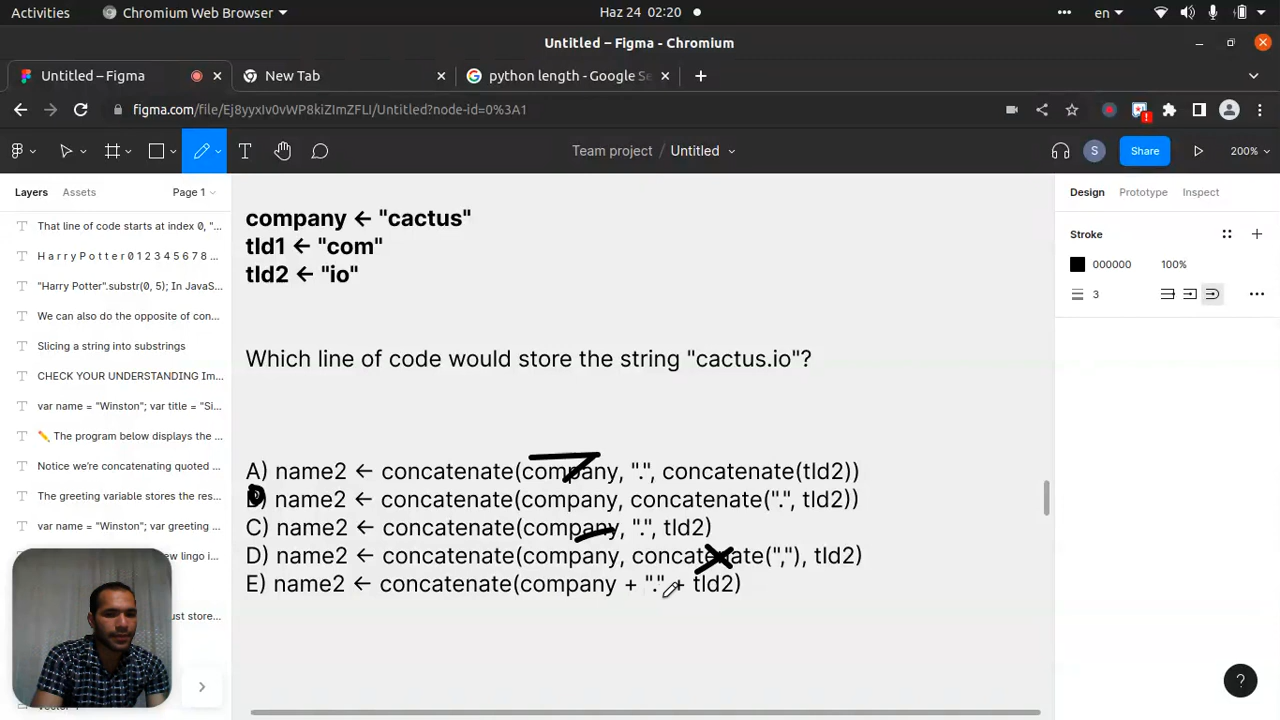 Activities Chromium Web Browser Haz 24 02:20 en
Untitled – Figma - Chromium
Untitled – Figma New Tab python length - Google Se
figma.com/file/Ej8yyxIv0vWP8kiZImZFLI/Untitled?node-id=0%3A1
Team project / Untitled S Share 200%
Layers Assets Page 1
Design Prototype Inspect
That line of code starts at index 0, "...
H a r r y P o t t e r 0 1 2 3 4 5 6 7 8 ...
"Harry Potter".substr(0, 5); In JavaS...
We can also do the opposite of con...
Slicing a string into substrings
CHECK YOUR UNDERSTANDING Im...
var name = "Winston"; var title = "Si...
✏️ The program below displays the ...
Notice we're concatenating quoted ...
The greeting variable stores the res...
var name = "Winston"; var greeting ...
new lingo i...
ust store...
Stroke
000000 100%
3
company ← "cactus"
tld1 ← "com"
tld2 ← "io"
Which line of code would store the string "cactus.io"?
A) name2 ← concatenate(company, ".", concatenate(tld2))
) name2 ← concatenate(company, concatenate(".", tld2))
C) name2 ← concatenate(company, ".", tld2)
D) name2 ← concatenate(company, concatenate(","), tld2)
E) name2 ← concatenate(company + "." + tld2)
?